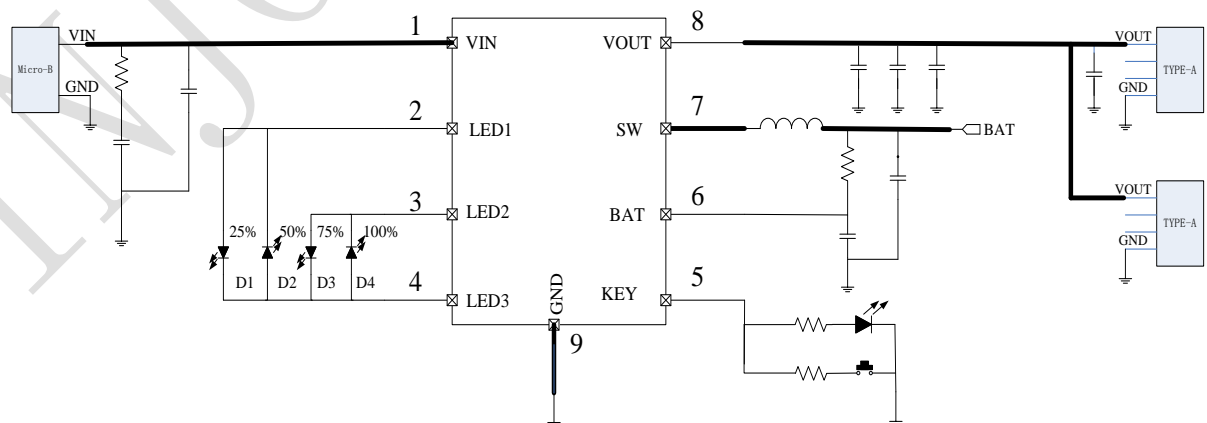 1
8
VIN
VIN
VOUT
VOUT
Micro-B
TYPE-A
GND
GND
2
7
LED1
SW
BAT
3
6
LED2
BAT
VOUT
TYPE-A
GND
25%
50%
75%
100%
D1
D2
D3
D4
4
5
LED3
GND
KEY
9